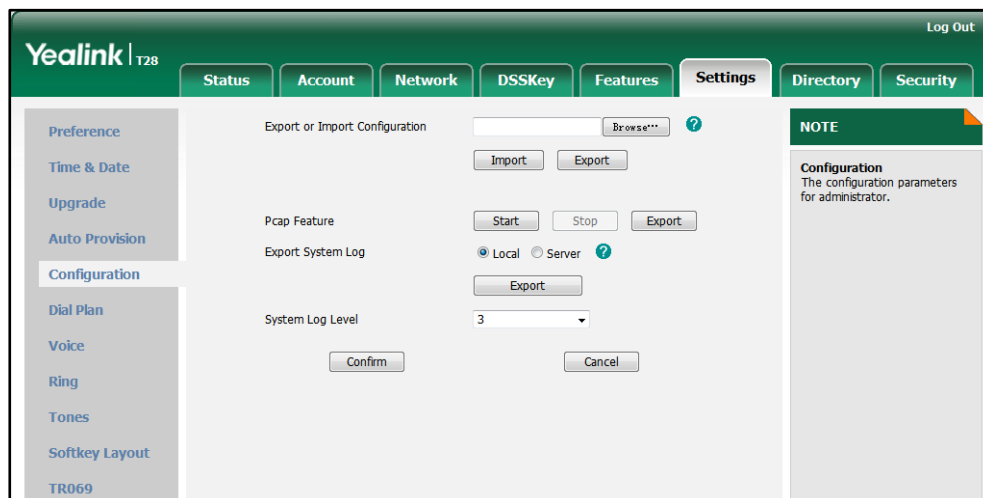 Log Out
Yealink T28
Status Account Network DSSKey Features Settings Directory Security
Preference
Time & Date
Upgrade
Auto Provision
Configuration
Dial Plan
Voice
Ring
Tones
Softkey Layout
TR069
Export or Import Configuration Browse... ?
Import Export
Pcap Feature Start Stop Export
Export System Log Local Server ?
Export
System Log Level 3
Confirm Cancel
NOTE
Configuration
The configuration parameters
for administrator.